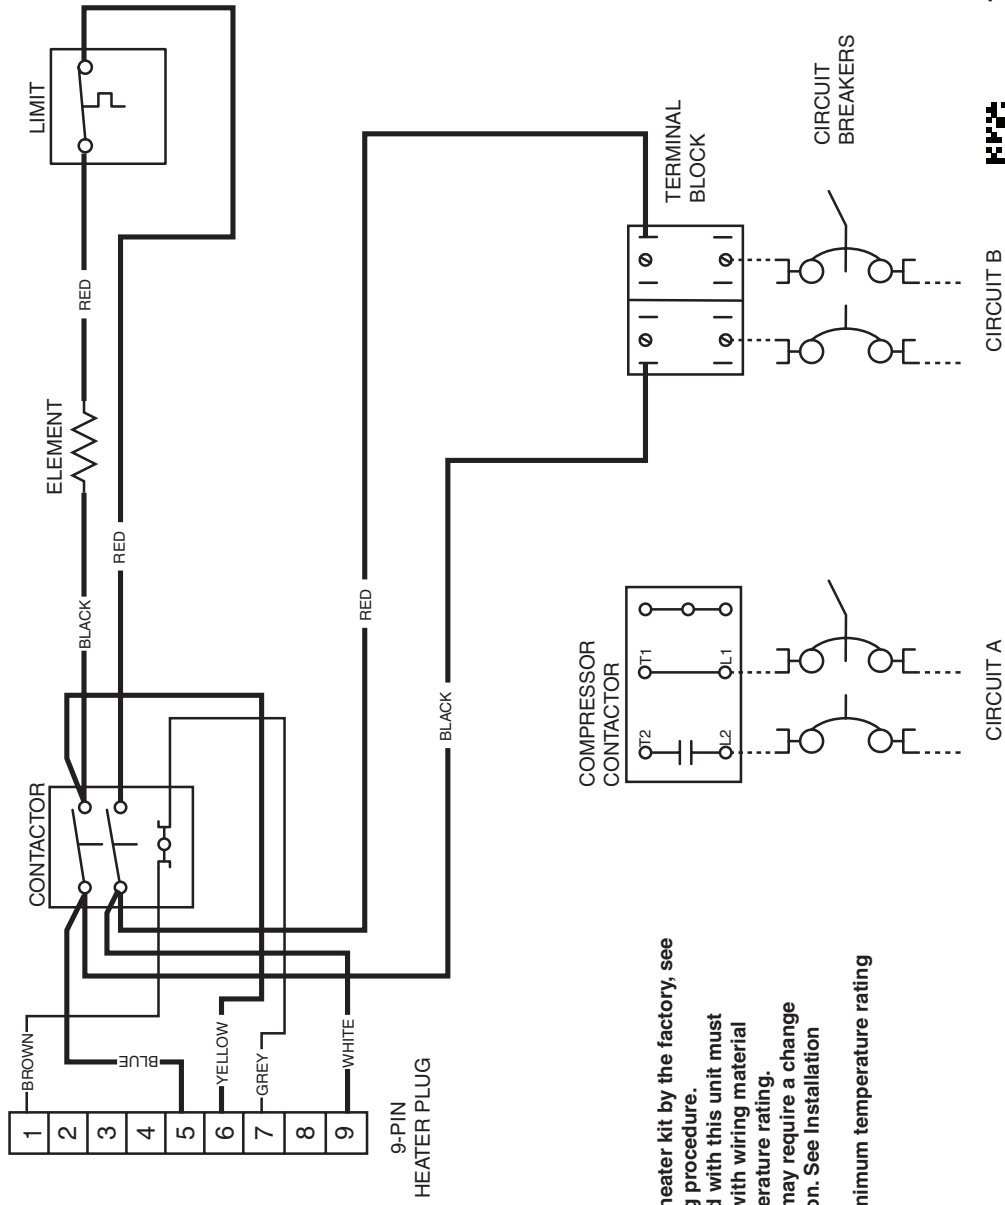 LIMIT
RED
ELEMENT
BLACK
RED
CONTACTOR
BROWN
BLUE
YELLOW
GREY
WHITE
1
2
3
4
5
6
7
8
9
9-PIN
HEATER PLUG
RED
BLACK
TERMINAL
BLOCK
CIRCUIT
BREAKERS
CIRCUIT B
COMPRESSOR
CONTACTOR
T2
T1
L2
L1
CIRCUIT A
heater kit by the factory, see
procedure.
with this unit must
with wiring material
rating.
may require a change
See Installation
temperature rating